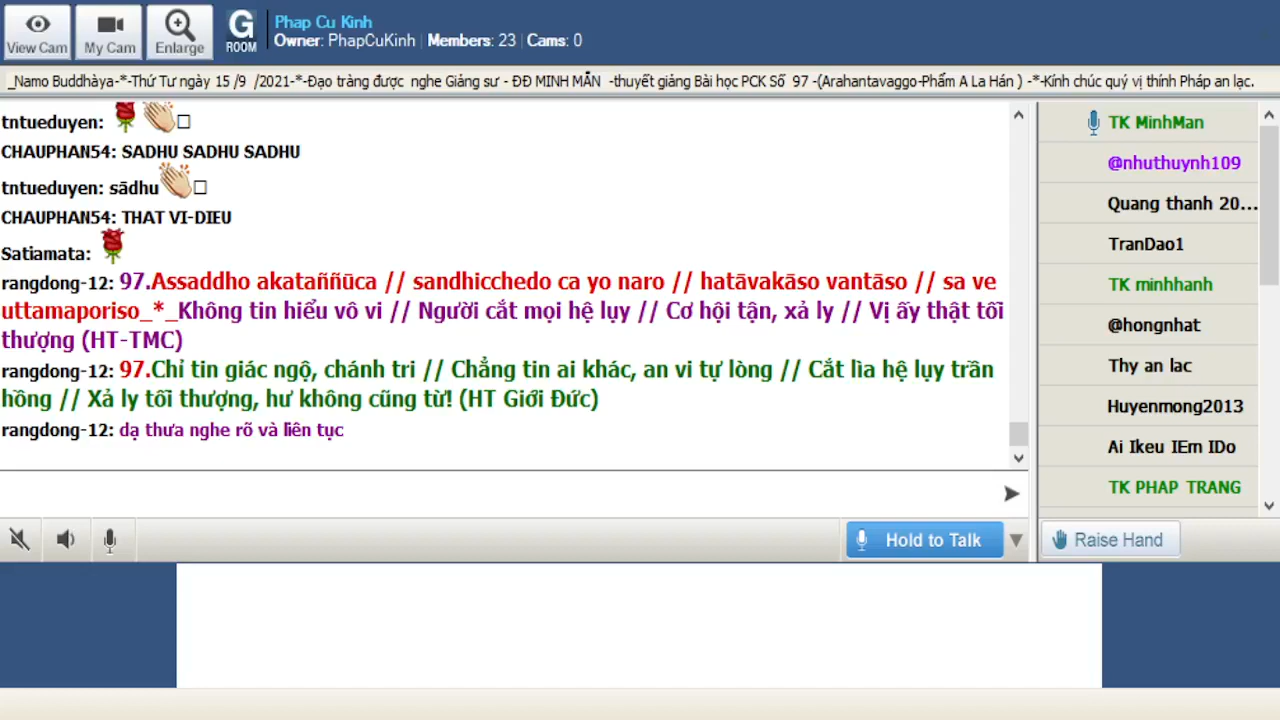 View Cam
My Cam
Enlarge
G
ROOM
Phap Cu Kinh
Owner: PhapCuKinh | Members: 23 | Cams: 0
_Namo Buddhàya-*-Thứ Tư ngày 15 /9 /2021-*-Đạo tràng được nghe Giảng sư - ĐĐ MINH MẪN -thuyết giảng Bài học PCK Số 97 -(Arahantavaggo-Phẩm A La Hán ) -*-Kính chúc quý vị thính Pháp an lạc.
tntueduyen:
CHAUPHAN54: SADHU SADHU SADHU
tntueduyen: sādhu
CHAUPHAN54: THAT VI-DIEU
Satiamata:
rangdong-12: 97.Assaddho akataññūca // sandhicchedo ca yo naro // hatāvakāso vantāso // sa ve
uttamaporiso_*_Không tin hiểu vô vi // Người cắt mọi hệ lụy // Cơ hội tận, xả ly // Vị ấy thật tối
thượng (HT-TMC)
rangdong-12: 97.Chỉ tin giác ngộ, chánh tri // Chẳng tin ai khác, an vi tự lòng // Cắt lìa hệ lụy trần
hồng // Xả ly tối thượng, hư không cũng từ! (HT Giới Đức)
rangdong-12: dạ thưa nghe rõ và liên tục
TK MinhMan
@nhuthuynh109
Quang thanh 20...
TranDao1
TK minhhanh
@hongnhat
Thy an lac
Huyenmong2013
Ai Ikeu IEm IDo
TK PHAP TRANG
Hold to Talk
Raise Hand